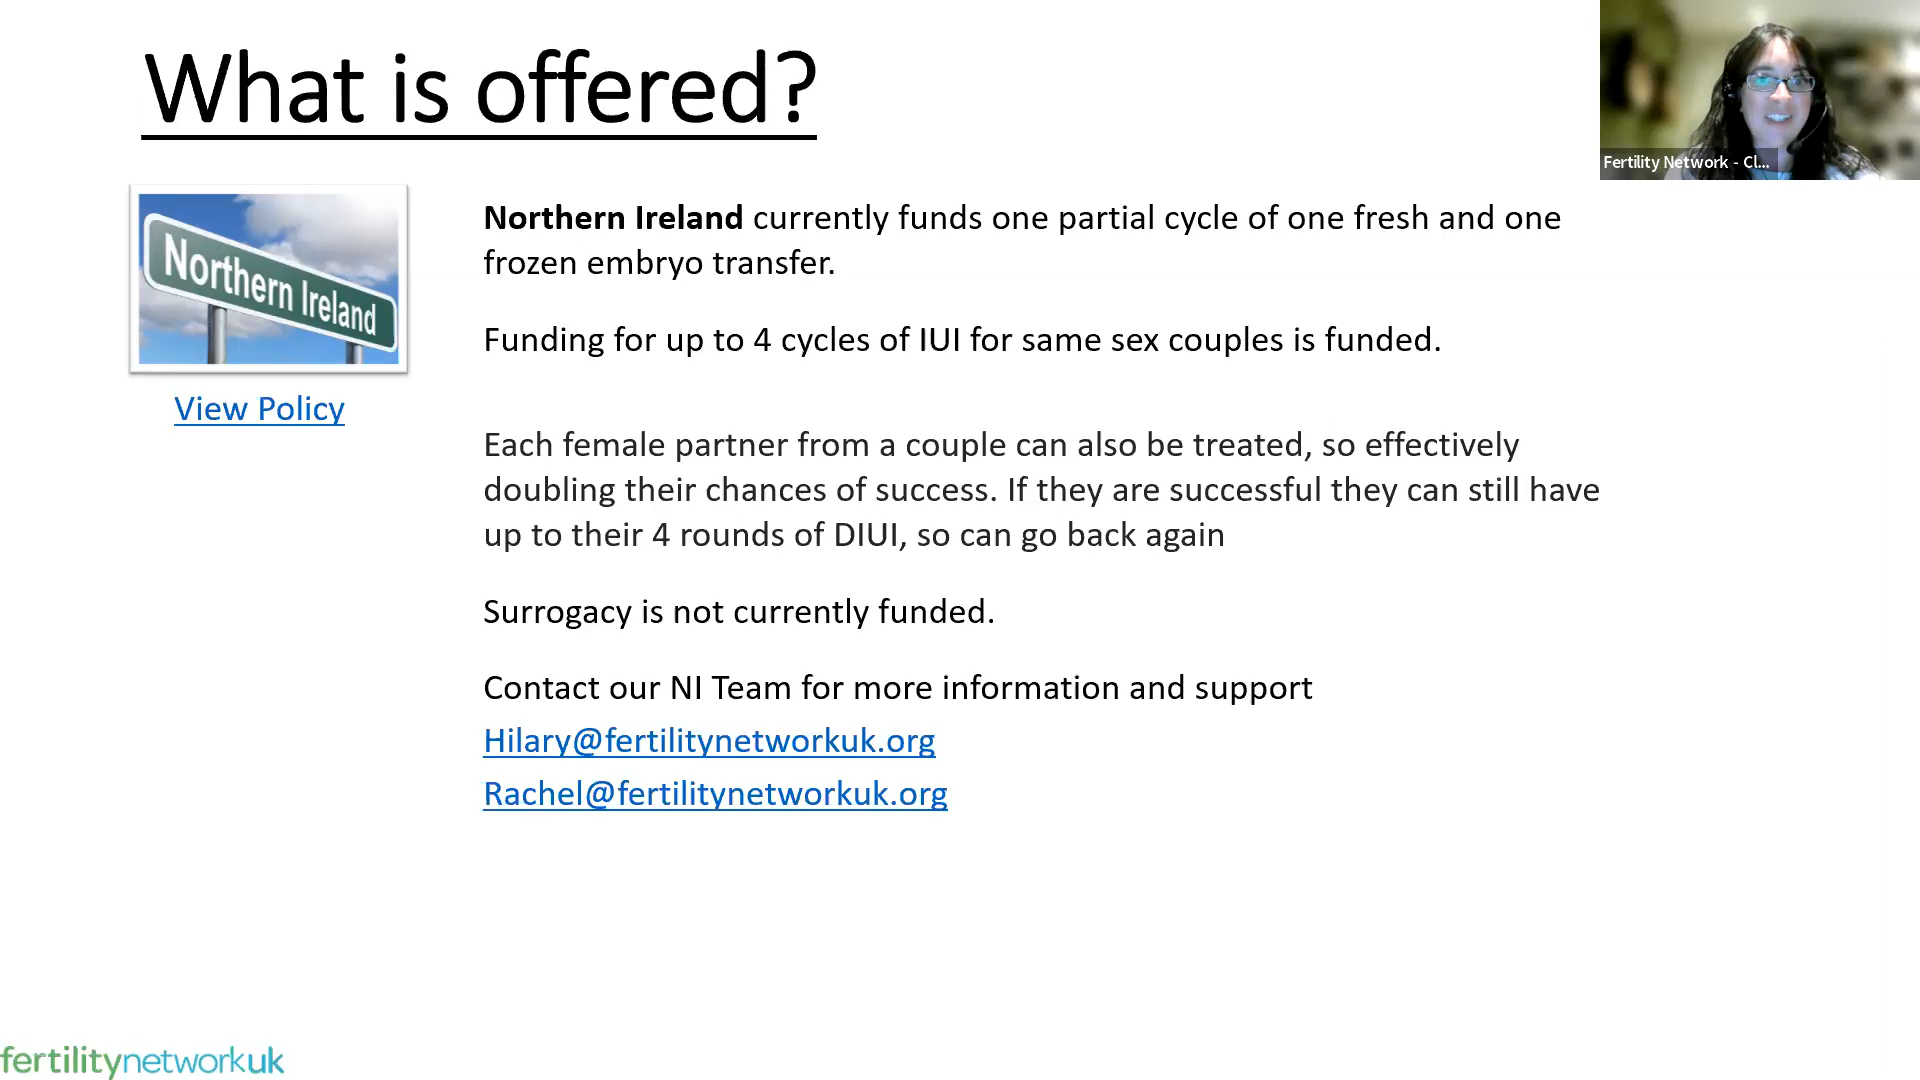 What is offered?
Fertility Network - Cl...
Northern Ireland
View Policy
Northern Ireland currently funds one partial cycle of one fresh and one
frozen embryo transfer.
Funding for up to 4 cycles of IUI for same sex couples is funded.
Each female partner from a couple can also be treated, so effectively
doubling their chances of success. If they are successful they can still have
up to their 4 rounds of DIUI, so can go back again
Surrogacy is not currently funded.
Contact our NI Team for more information and support
Hilary@fertilitynetworkuk.org
Rachel@fertilitynetworkuk.org
fertilitynetworkuk